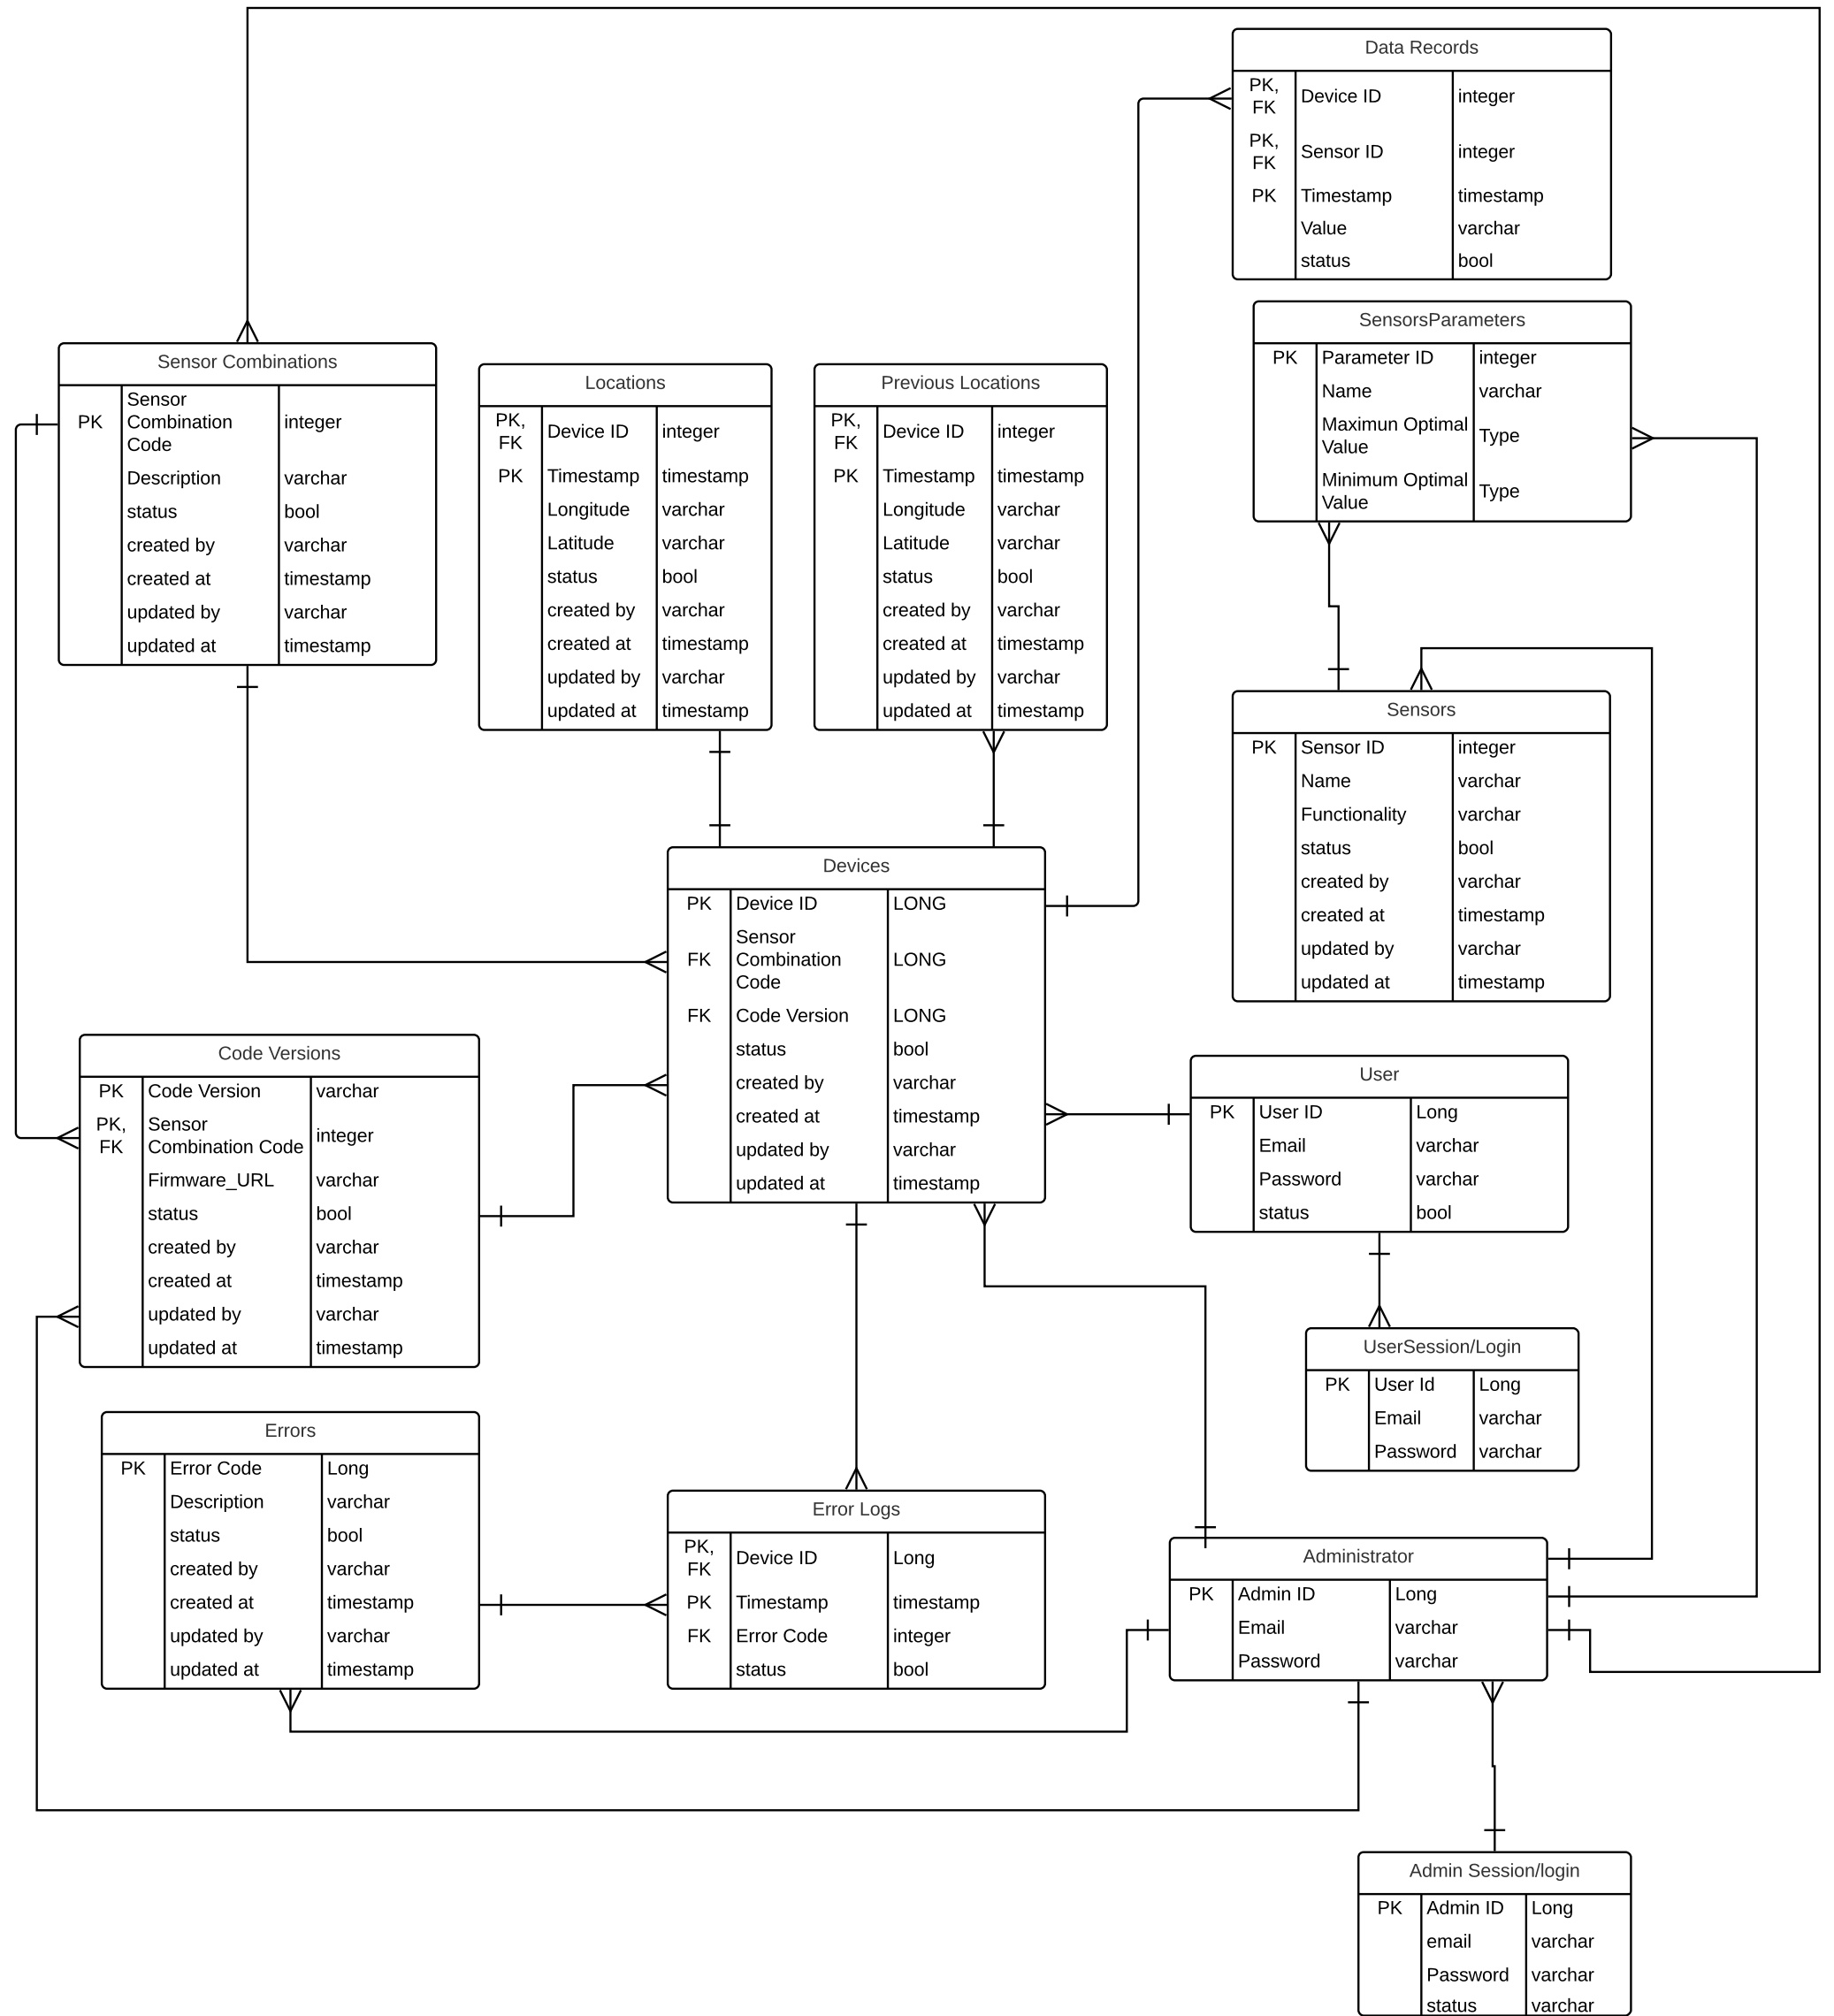 Data Records
PK, FK Device ID integer
PK, FK Sensor ID integer
PK Timestamp timestamp
Value varchar
status bool
SensorsParameters
PK Parameter ID integer
Name varchar
Maximun Optimal Value Type
Minimum Optimal Value Type
Sensor Combinations
PK Sensor Combination Code integer
Description varchar
status bool
created by varchar
created at timestamp
updated by varchar
updated at timestamp
Locations
PK, FK Device ID integer
PK Timestamp timestamp
Longitude varchar
Latitude varchar
status bool
created by varchar
created at timestamp
updated by varchar
updated at timestamp
Previous Locations
PK, FK Device ID integer
PK Timestamp timestamp
Longitude varchar
Latitude varchar
status bool
created by varchar
created at timestamp
updated by varchar
updated at timestamp
Sensors
PK Sensor ID integer
Name varchar
Functionality varchar
status bool
created by varchar
created at timestamp
updated by varchar
updated at timestamp
Devices
PK Device ID LONG
FK Sensor Combination Code LONG
FK Code Version LONG
status bool
created by varchar
created at timestamp
updated by varchar
updated at timestamp
Code Versions
PK Code Version varchar
PK, FK Sensor Combination Code integer
Firmware_URL varchar
status bool
created by varchar
created at timestamp
updated by varchar
updated at timestamp
User
PK User ID Long
Email varchar
Password varchar
status bool
UserSession/Login
PK User Id Long
Email varchar
Password varchar
Errors
PK Error Code Long
Description varchar
status bool
created by varchar
created at timestamp
updated by varchar
updated at timestamp
Error Logs
PK, FK Device ID Long
PK Timestamp timestamp
FK Error Code integer
status bool
Administrator
PK Admin ID Long
Email varchar
Password varchar
Admin Session/login
PK Admin ID Long
email varchar
Password varchar
status varchar